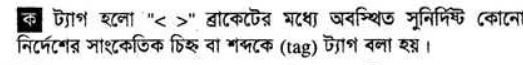 ক ট্যাগ হলো "< >" ব্রাকেটের মধ্যে অবস্থিত সুনির্দিষ্ট কোনো
নির্দেশের সাংকেতিক চিহ্ন বা শব্দকে (tag) ট্যাগ বলা হয়।